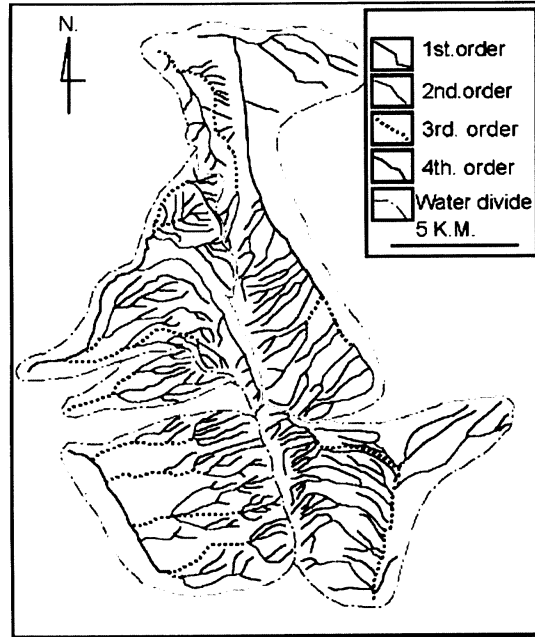 N.
1st.order
2nd.order
3rd. order
4th. order
Water divide
5 K.M.